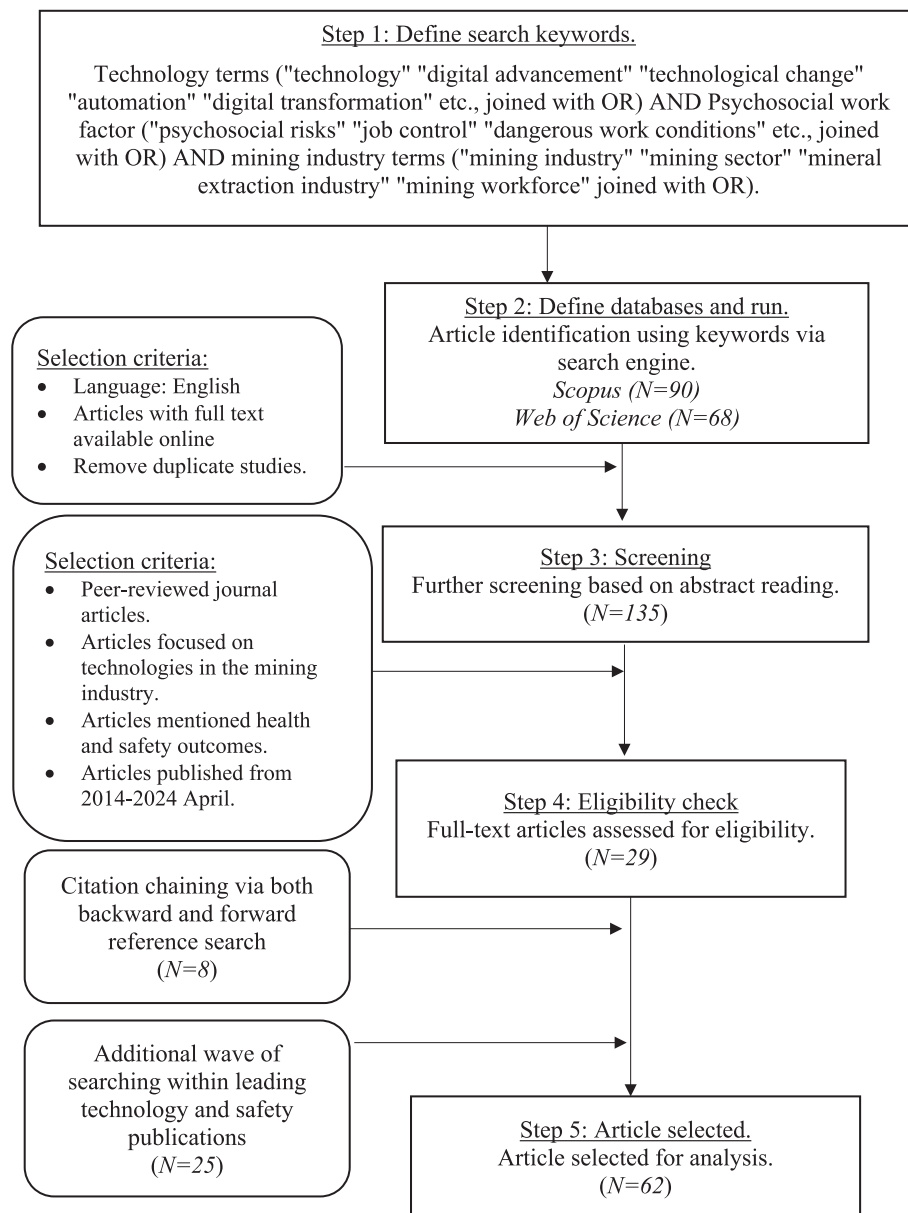 Step 1: Define search keywords.
Technology terms ("technology" "digital advancement" "technological change"
"automation" "digital transformation" etc., joined with OR) AND Psychosocial work
factor ("psychosocial risks" "job control" "dangerous work conditions" etc., joined
with OR) AND mining industry terms ("mining industry" "mining sector" "mineral
extraction industry" "mining workforce" joined with OR).
Step 2: Define databases and run.
Article identification using keywords via
search engine.
Scopus (N=90)
Web of Science (N=68)
Selection criteria:
• Language: English
• Articles with full text
available online
• Remove duplicate studies.
Step 3: Screening
Further screening based on abstract reading.
(N=135)
Selection criteria:
• Peer-reviewed journal
articles.
• Articles focused on
technologies in the mining
industry.
• Articles mentioned health
and safety outcomes.
• Articles published from
2014-2024 April.
Step 4: Eligibility check
Full-text articles assessed for eligibility.
(N=29)
Citation chaining via both
backward and forward
reference search
(N=8)
Additional wave of
searching within leading
technology and safety
publications
(N=25)
Step 5: Article selected.
Article selected for analysis.
(N=62)